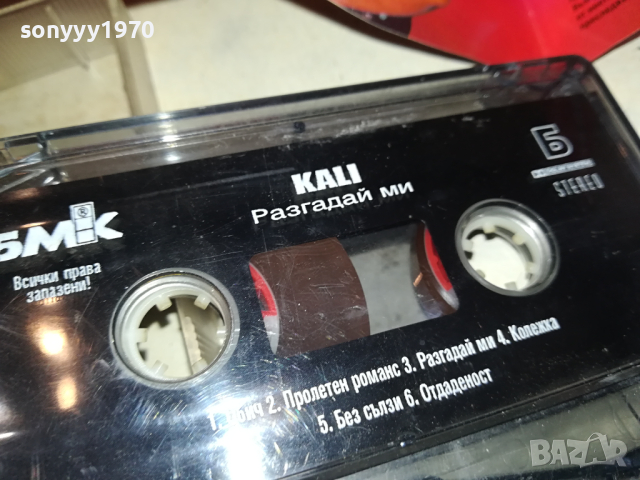 sonyyy1970
KALI
Разгадай ми
Б
STEREO
БМК
Всички права
запазени!
2. Пролетен романс 3. Разгадай ми 4. Колежка
5. Без сълзи 6. Отдаденост
BAZAR